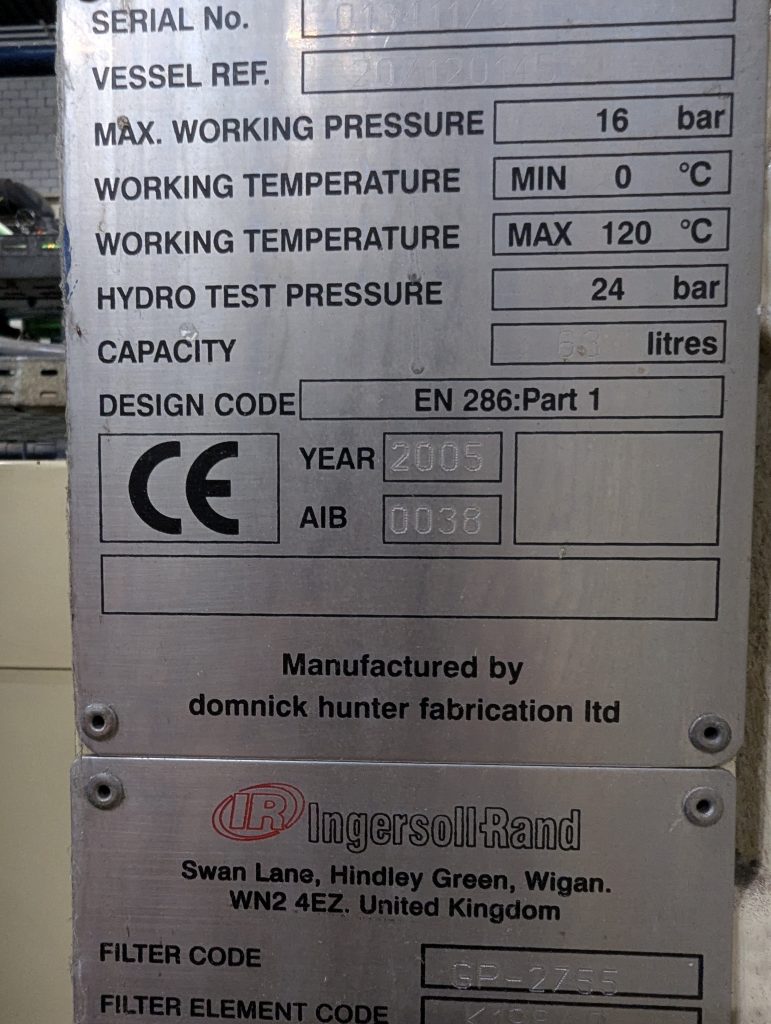 SERIAL No.
VESSEL REF.
MAX. WORKING PRESSURE 16 bar
WORKING TEMPERATURE MIN 0 °C
WORKING TEMPERATURE MAX 120 °C
HYDRO TEST PRESSURE 24 bar
CAPACITY 63 litres
DESIGN CODE EN 286:Part 1
CE YEAR 2005
AIB 0038
Manufactured by
domnick hunter fabrication ltd
IR Ingersoll-Rand
Swan Lane, Hindley Green, Wigan.
WN2 4EZ. United Kingdom
FILTER CODE GP-2755
FILTER ELEMENT CODE